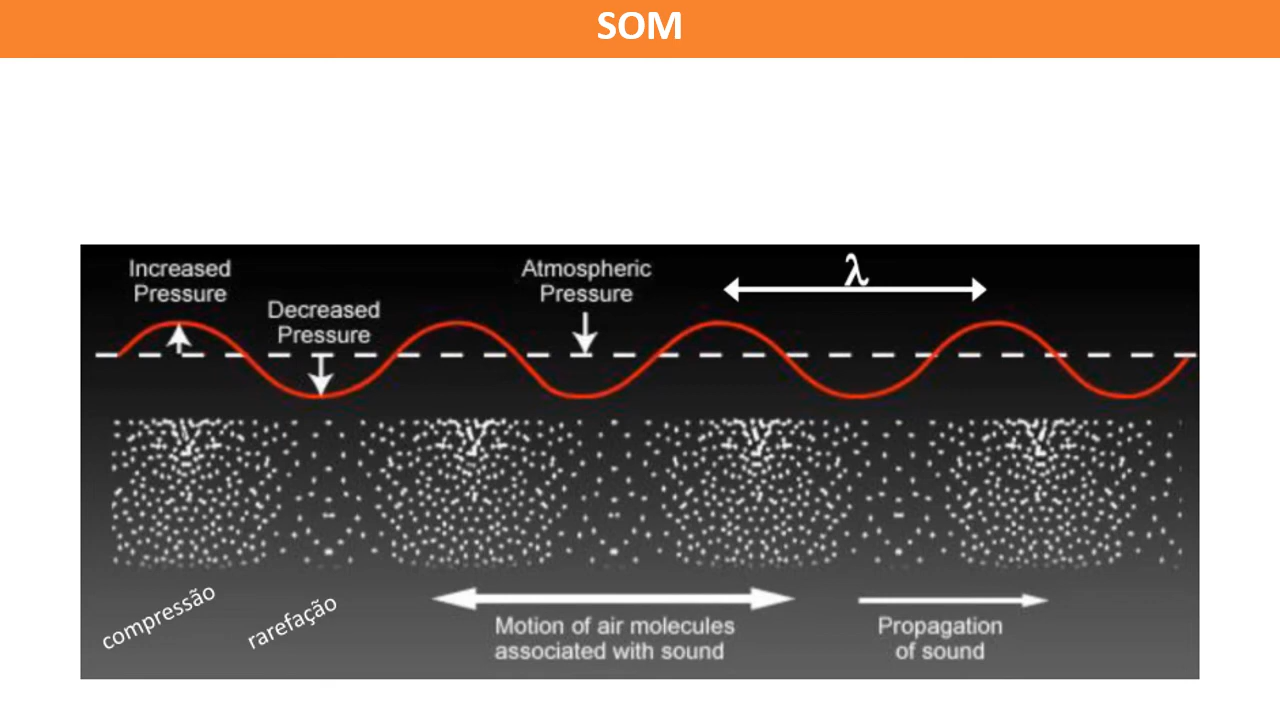 SOM
Increased
Pressure
Decreased
Pressure
Atmospheric
Pressure
λ
compressão
rarefação
Motion of air molecules
associated with sound
Propagation
of sound